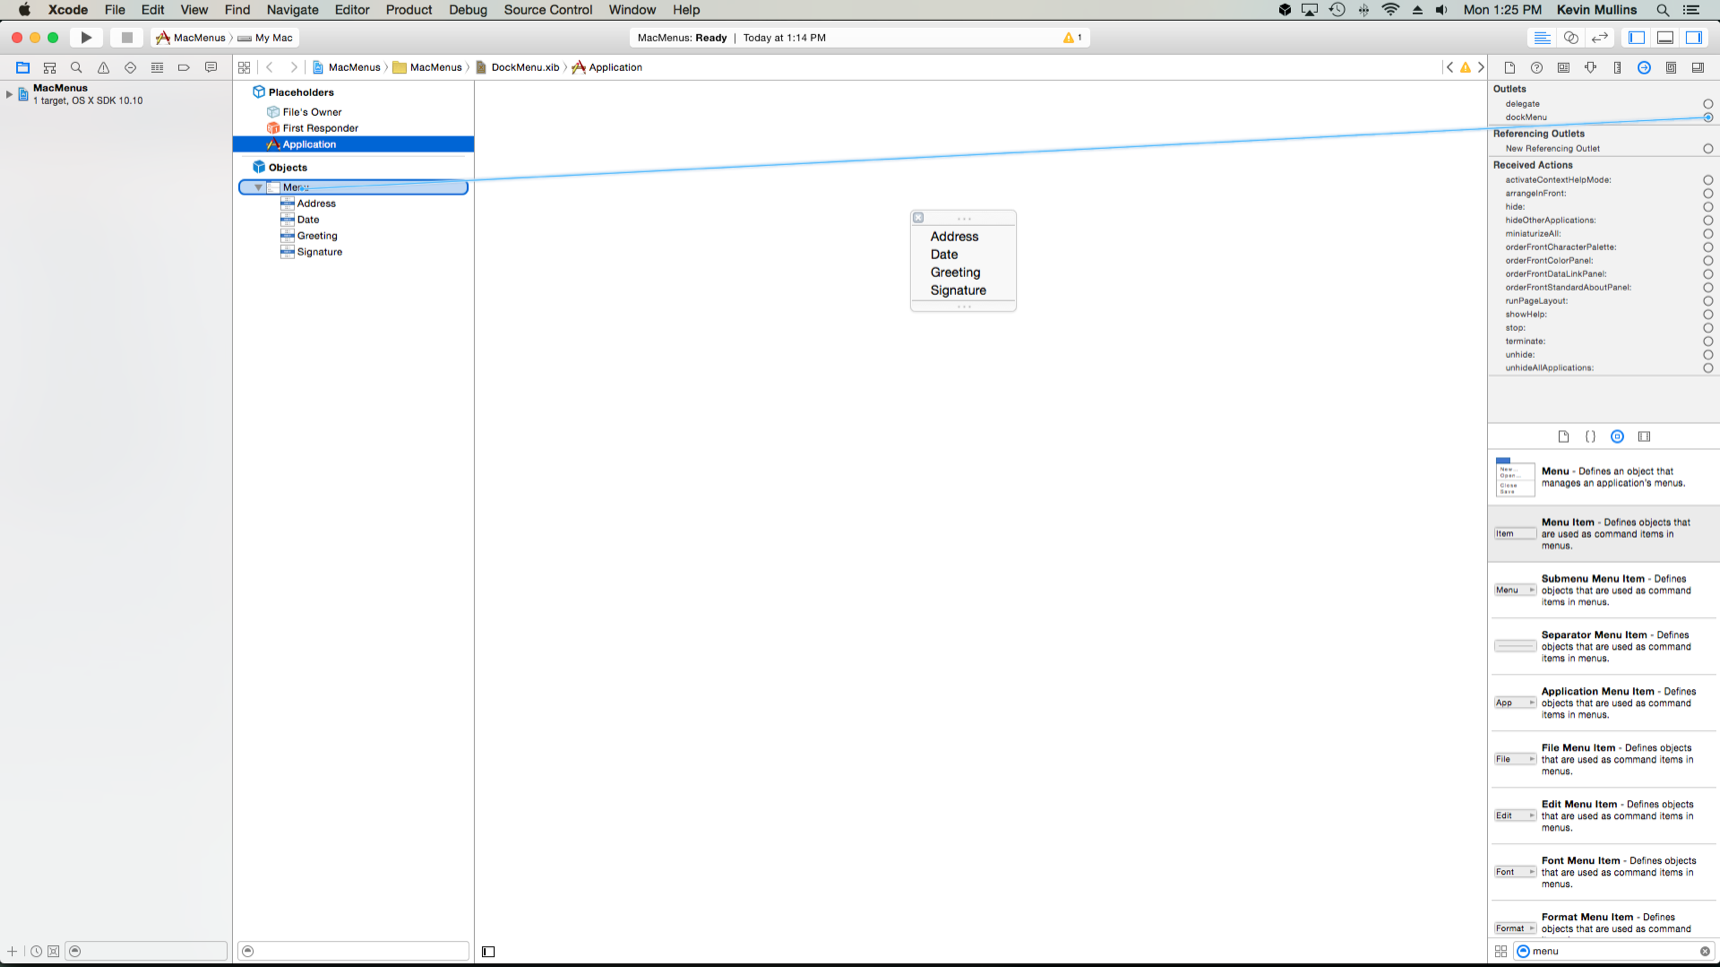 Xcode File Edit View Find Navigate Editor Product Debug Source Control Window Help Mon 1:25 PM Kevin Mullins
MacMenus My Mac
MacMenus: Ready | Today at 1:14 PM
1
MacMenus MacMenus DockMenu.xib Application
MacMenus
1 target, OS X SDK 10.10
Placeholders
File's Owner
First Responder
Application
Objects
Menu
Address
Date
Greeting
Signature
Address
Date
Greeting
Signature
Outlets
delegate
dockMenu
Referencing Outlets
New Referencing Outlet
Received Actions
activateContextHelpMode:
arrangeInFront:
hide:
hideOtherApplications:
miniaturizeAll:
orderFrontCharacterPalette:
orderFrontColorPanel:
orderFrontDataLinkPanel:
orderFrontStandardAboutPanel:
runPageLayout:
showHelp:
stop:
terminate:
unhide:
unhideAllApplications:
New...
Open...
Close
Save
Menu - Defines an object that
manages an application's menus.
Item
Menu Item - Defines objects that
are used as command items in
menus.
Menu
Submenu Menu Item - Defines
objects that are used as command
items in menus.
Separator Menu Item - Defines
objects that are used as command
items in menus.
App
Application Menu Item - Defines
objects that are used as command
items in menus.
File
File Menu Item - Defines objects
that are used as command items in
menus.
Edit
Edit Menu Item - Defines objects
that are used as command items in
menus.
Font
Font Menu Item - Defines objects
that are used as command items in
menus.
Format
Format Menu Item - Defines
objects that are used as command
menu